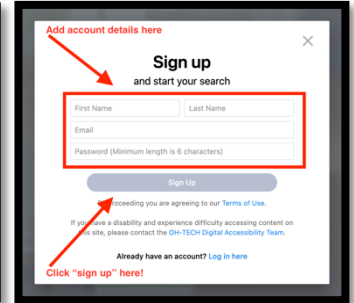 Add account details here
Sign up
and start your search
First Name Last Name
Email
Password (Minimum length is 6 characters)
Sign Up
By proceeding you are agreeing to our Terms of Use.
If you have a disability and experience difficulty accessing content on
this site, please contact the OH-TECH Digital Accessibility Team.
Already have an account? Log in here
Click “sign up” here!